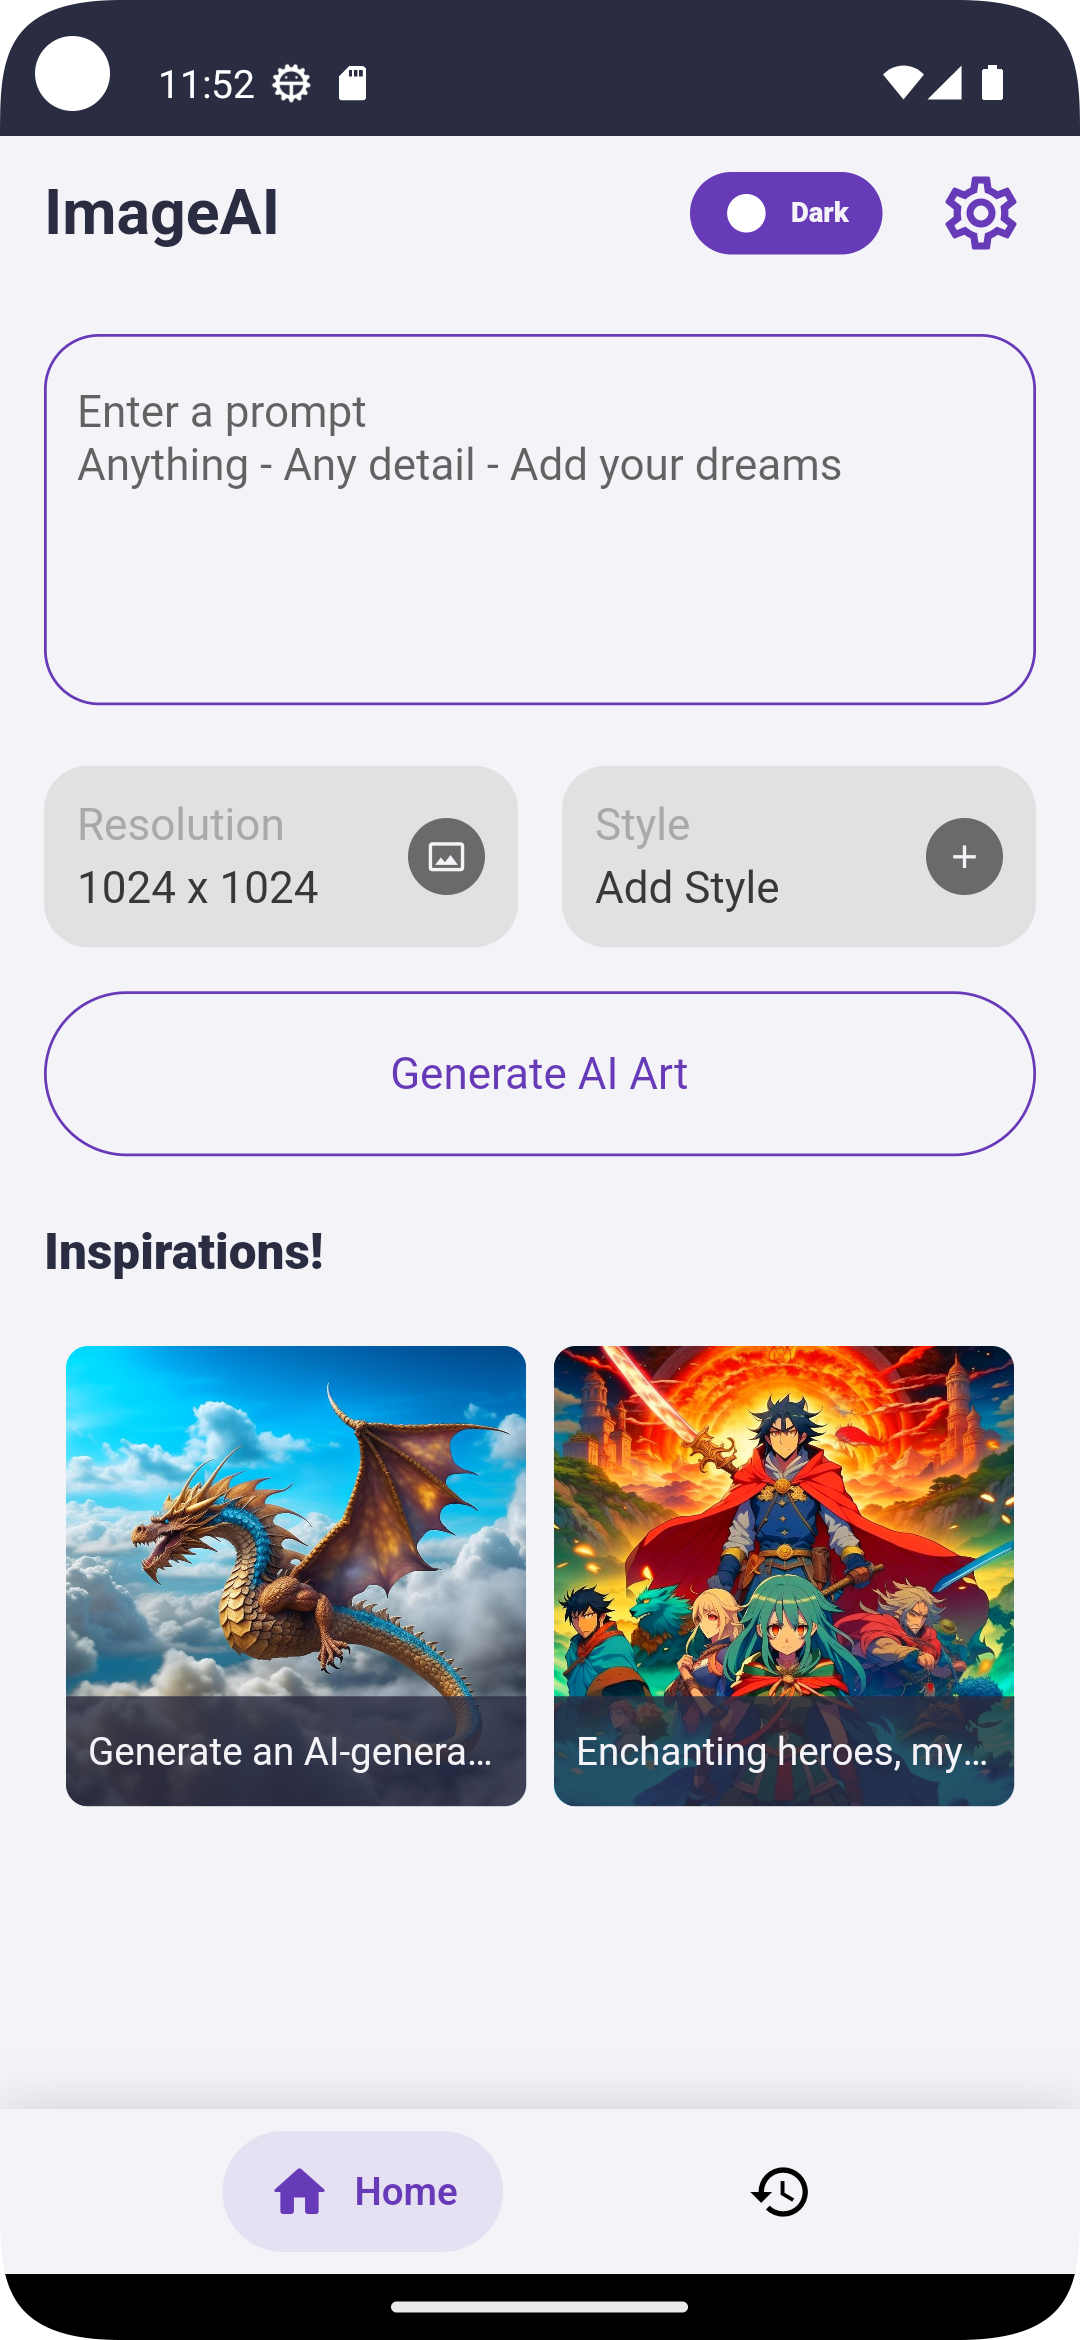 11:52
ImageAI
Dark
Enter a prompt
Anything - Any detail - Add your dreams
Resolution
1024 x 1024
Style
Add Style
Generate AI Art
Inspirations!
Generate an AI-genera...
Enchanting heroes, my...
Home